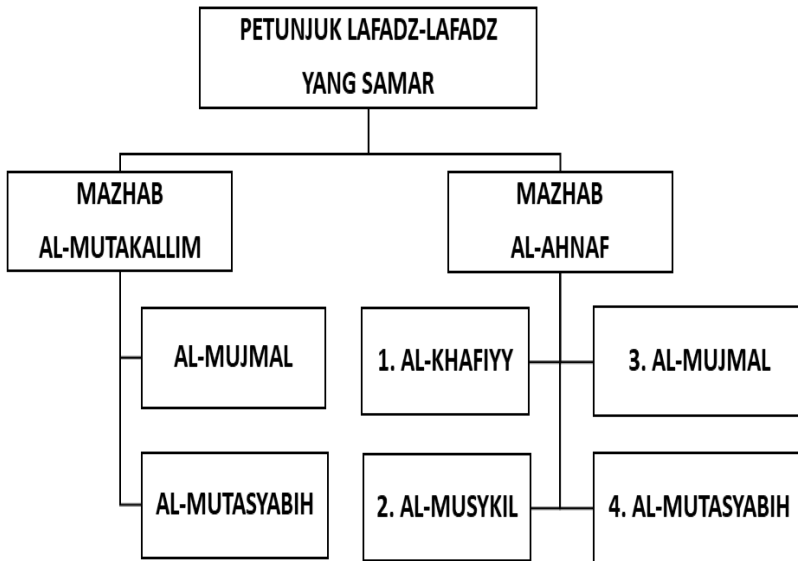 PETUNJUK LAFADZ-LAFADZ
YANG SAMAR
MAZHAB
AL-MUTAKALLIM
MAZHAB
AL-AHNAF
AL-MUJMAL
AL-MUTASYABIH
1. AL-KHAFIYY
3. AL-MUJMAL
2. AL-MUSYKIL
4. AL-MUTASYABIH